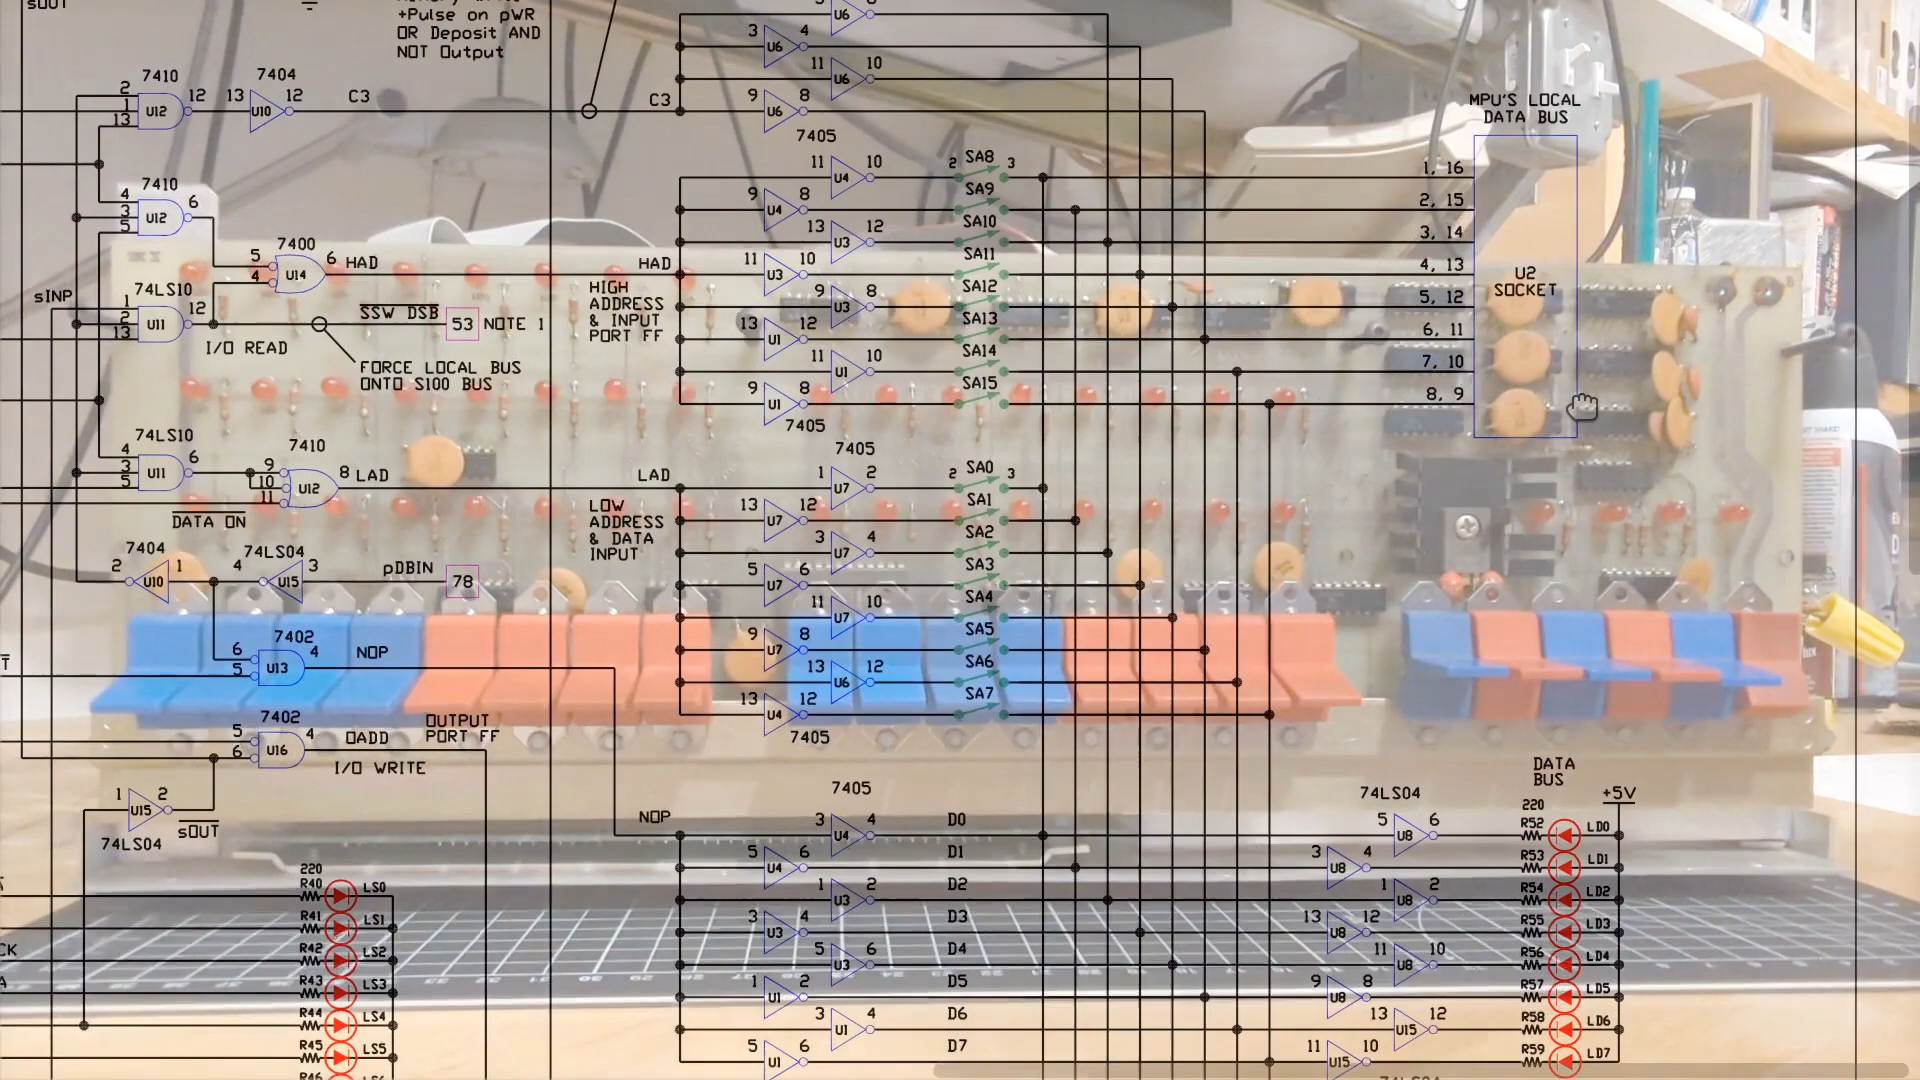 sOUT
+Pulse on pWR
OR Deposit AND
NOT Output
7410
2
1
13
U12
12
7404
13
U10
12
C3
C3
U6
3
U6
4
11
U6
10
9
U6
8
7405
MPU'S LOCAL
DATA BUS
7410
4
3
5
U12
6
11
U4
10
2
SA8
3
1, 16
9
U4
8
SA9
2, 15
13
U3
12
SA10
3, 14
7400
5
4
U14
6
HAD
HAD
11
U3
10
SA11
4, 13
U2
SOCKET
HIGH
ADDRESS
& INPUT
PORT FF
9
U3
8
SA12
5, 12
13
U1
12
SA13
6, 11
11
U1
10
SA14
7, 10
9
U1
8
SA15
8, 9
7405
sINP
74LS10
1
2
13
U11
12
SSW DSB
53
NOTE 1
I/O READ
FORCE LOCAL BUS
ONTO S100 BUS
74LS10
4
3
5
U11
6
7410
9
10
11
U12
8
LAD
LAD
DATA ON
7405
1
U7
2
2
SA0
3
LOW
ADDRESS
& DATA
INPUT
13
U7
12
SA1
3
U7
4
SA2
5
U7
6
SA3
11
U7
10
SA4
9
U7
8
SA5
13
U6
12
SA6
13
U4
12
SA7
7405
7404
2
U10
1
74LS04
4
U15
3
pDBIN
78
7402
6
5
U13
4
NOP
7402
5
6
U16
4
OADD
OUTPUT
PORT FF
I/O WRITE
1
U15
2
sOUT
74LS04
NOP
7405
3
U4
4
D0
5
U4
6
D1
1
U3
2
D2
3
U3
4
D3
5
U3
6
D4
1
U1
2
D5
3
U1
4
D6
5
U1
6
D7
74LS04
DATA
BUS
+5V
220
5
U8
6
R52
LD0
3
U8
4
R53
LD1
1
U8
2
R54
LD2
13
U8
12
R55
LD3
11
U8
10
R56
LD4
9
U8
8
R57
LD5
13
U15
12
R58
LD6
11
U15
10
R59
LD7
220
R40
LS0
R41
LS1
R42
LS2
R43
LS3
R44
LS4
R45
LS5
R46